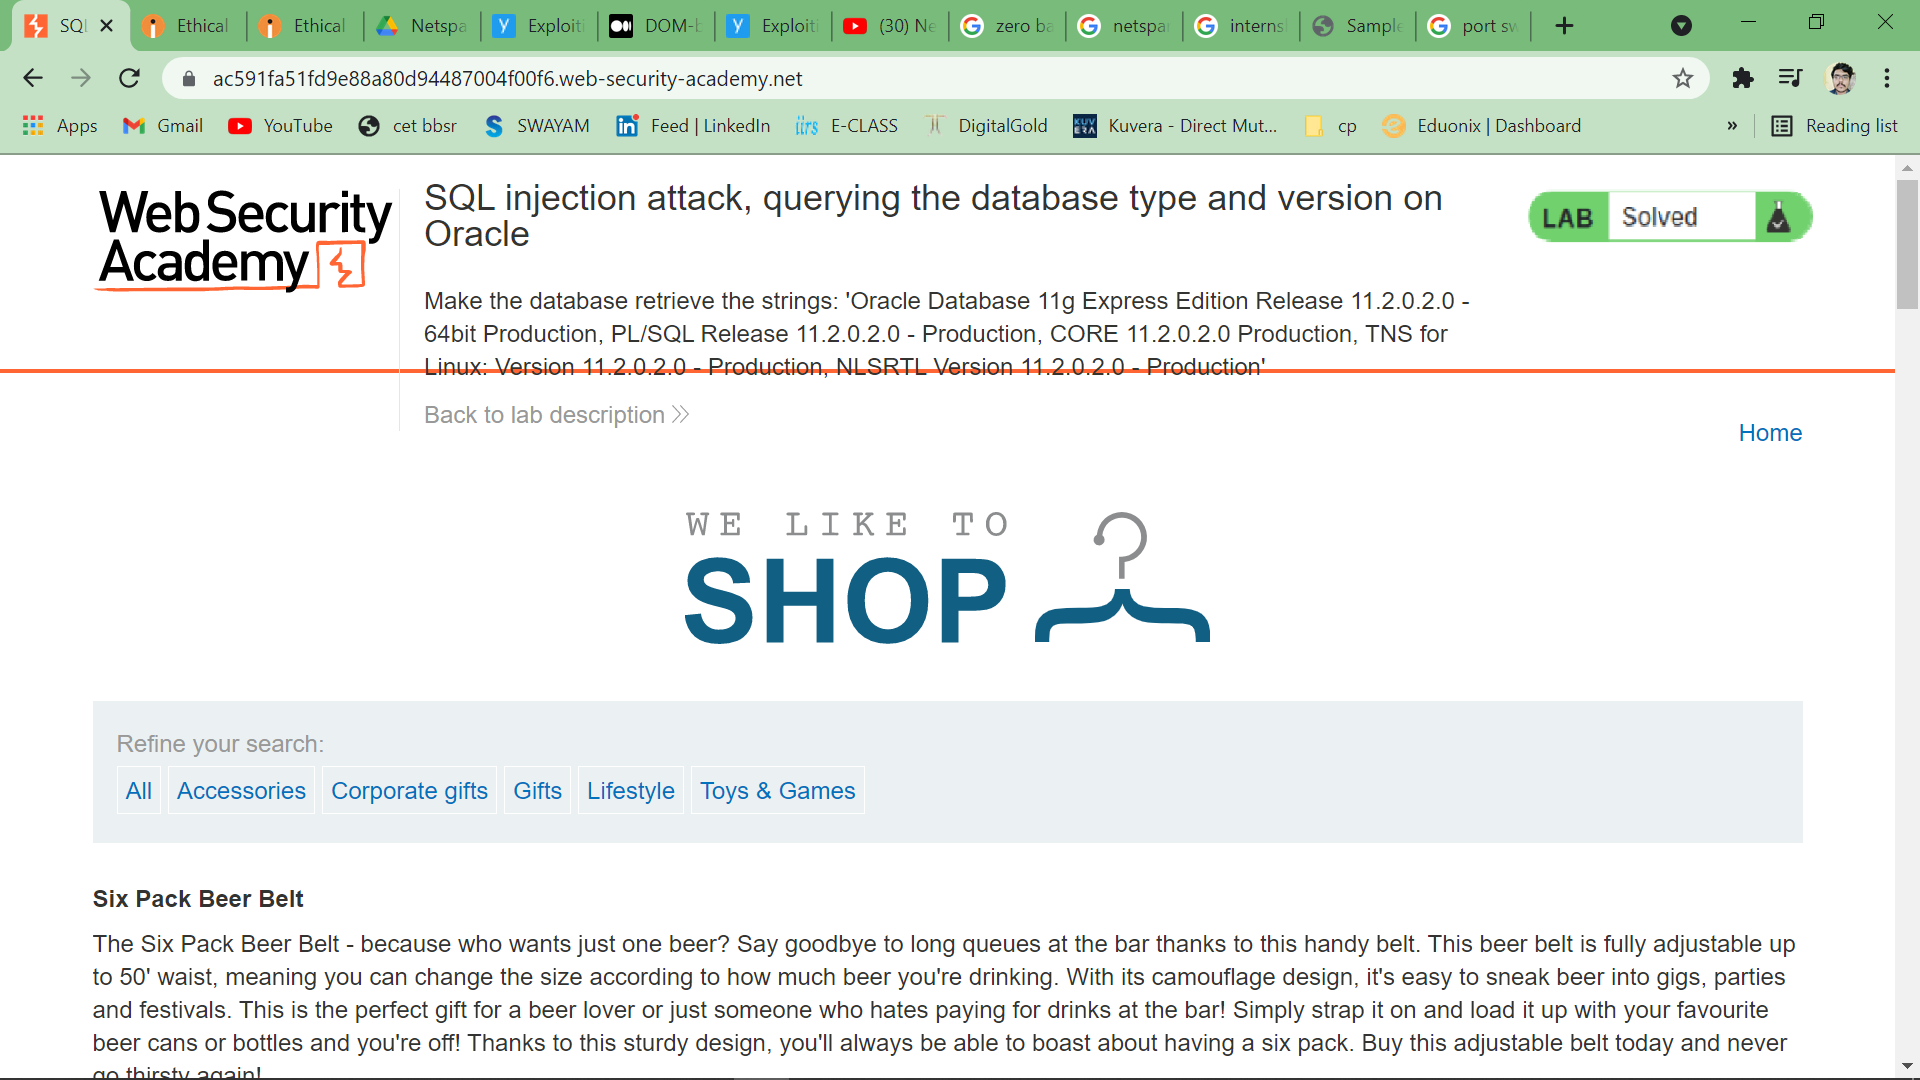 SQL
Ethical
Ethical
Netspa
Exploiti
DOM-b
Exploiti
(30) Ne
zero ba
netspar
interns
Sample
port sw
ac591fa51fd9e88a80d94487004f00f6.web-security-academy.net
Apps
Gmail
YouTube
cet bbsr
SWAYAM
Feed | LinkedIn
iirs E-CLASS
DigitalGold
KUVERA Kuvera - Direct Mut...
cp
Eduonix | Dashboard
»
Reading list
Web Security
Academy
SQL injection attack, querying the database type and version on
Oracle
LAB Solved
Make the database retrieve the strings: 'Oracle Database 11g Express Edition Release 11.2.0.2.0 -
64bit Production, PL/SQL Release 11.2.0.2.0 - Production, CORE 11.2.0.2.0 Production, TNS for
Linux: Version 11.2.0.2.0 - Production, NLSRTL Version 11.2.0.2.0 - Production'
Back to lab description
Home
WE LIKE TO
SHOP
Refine your search:
All Accessories Corporate gifts Gifts Lifestyle Toys & Games
Six Pack Beer Belt
The Six Pack Beer Belt - because who wants just one beer? Say goodbye to long queues at the bar thanks to this handy belt. This beer belt is fully adjustable up
to 50' waist, meaning you can change the size according to how much beer you're drinking. With its camouflage design, it's easy to sneak beer into gigs, parties
and festivals. This is the perfect gift for a beer lover or just someone who hates paying for drinks at the bar! Simply strap it on and load it up with your favourite
beer cans or bottles and you're off! Thanks to this sturdy design, you'll always be able to boast about having a six pack. Buy this adjustable belt today and never
go thirsty again!